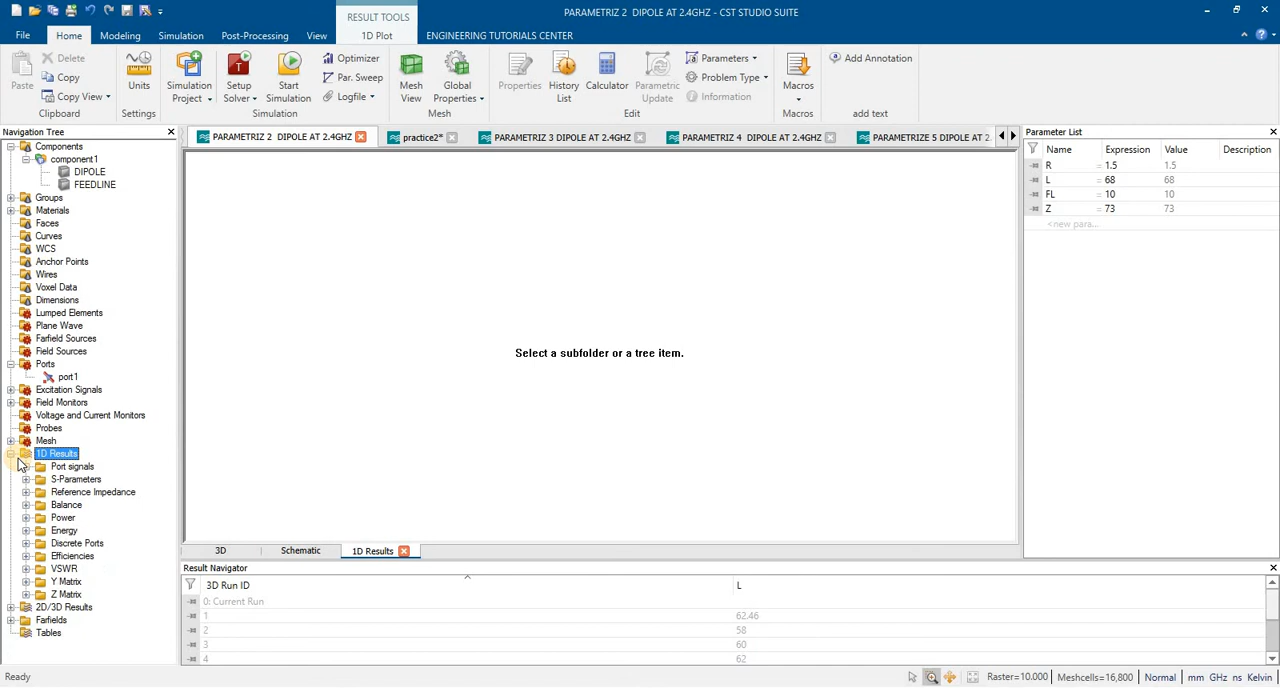 RESULT TOOLS
PARAMETRIZ 2 DIPOLE AT 2.4GHZ - CST STUDIO SUITE
File Home Modeling Simulation Post-Processing View 1D Plot ENGINEERING TUTORIALS CENTER
Paste
Delete
Copy
Copy View
Clipboard
Units
Settings
Simulation Project
Setup Solver
Start Simulation
Optimizer
Par. Sweep
Logfile
Simulation
Mesh View
Global Properties
Mesh
Properties
History List
Calculator
Parametric Update
Parameters
Problem Type
Information
Edit
Macros
Macros
Add Annotation
add text
Navigation Tree
Components
component1
DIPOLE
FEEDLINE
Groups
Materials
Faces
Curves
WCS
Anchor Points
Wires
Voxel Data
Dimensions
Lumped Elements
Plane Wave
Farfield Sources
Field Sources
Ports
port1
Excitation Signals
Field Monitors
Voltage and Current Monitors
Probes
Mesh
1D Results
Port signals
S-Parameters
Reference Impedance
Balance
Power
Energy
Discrete Ports
Efficiencies
VSWR
Y Matrix
Z Matrix
2D/3D Results
Farfields
Tables
PARAMETRIZ 2 DIPOLE AT 2.4GHZ practice2* PARAMETRIZ 3 DIPOLE AT 2.4GHZ PARAMETRIZ 4 DIPOLE AT 2.4GHZ PARAMETRIZE 5 DIPOLE AT 2.
Select a subfolder or a tree item.
3D Schematic 1D Results
Parameter List
Name Expression Value Description
R = 1.5 1.5
L = 68 68
FL = 10 10
Z = 73 73
<new para...
Result Navigator
3D Run ID L
0: Current Run
1 62.46
2 58
3 60
4 62
Ready
Raster=10.000 Meshcells=16,800 Normal mm GHz ns Kelvin